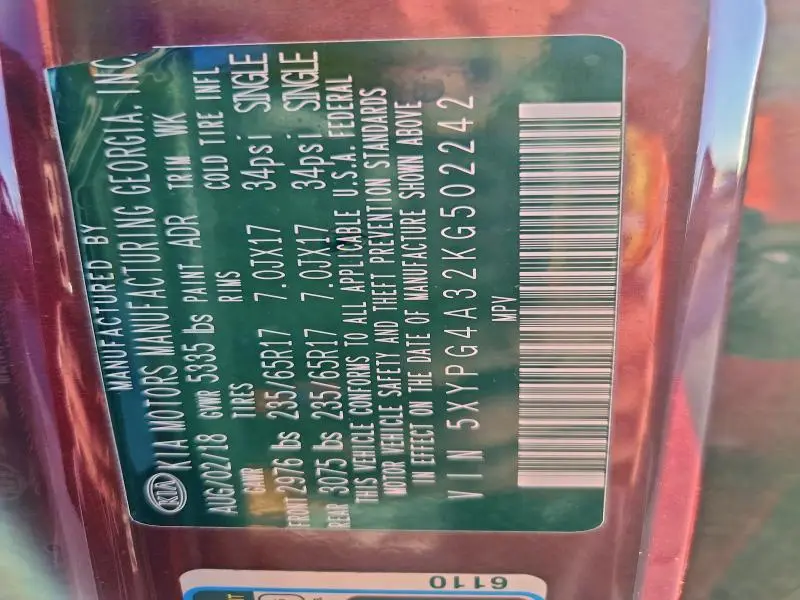 MANUFACTURED BY
KIA KIA MOTORS MANUFACTURING GEORGIA, INC.
AUG/02/18 GVWR 5335 lbs PAINT ADR TRIM WK
GAWR TIRES RIMS COLD TIRE INFL
FRONT 2976 lbs 235/65R17 7.0JX17 34psi SINGLE
REAR 3075 lbs 235/65R17 7.0JX17 34psi SINGLE
THIS VEHICLE CONFORMS TO ALL APPLICABLE U.S.A. FEDERAL
MOTOR VEHICLE SAFETY AND THEFT PREVENTION STANDARDS
IN EFFECT ON THE DATE OF MANUFACTURE SHOWN ABOVE
VIN 5XYPG4A32KG502242
MPV
6110